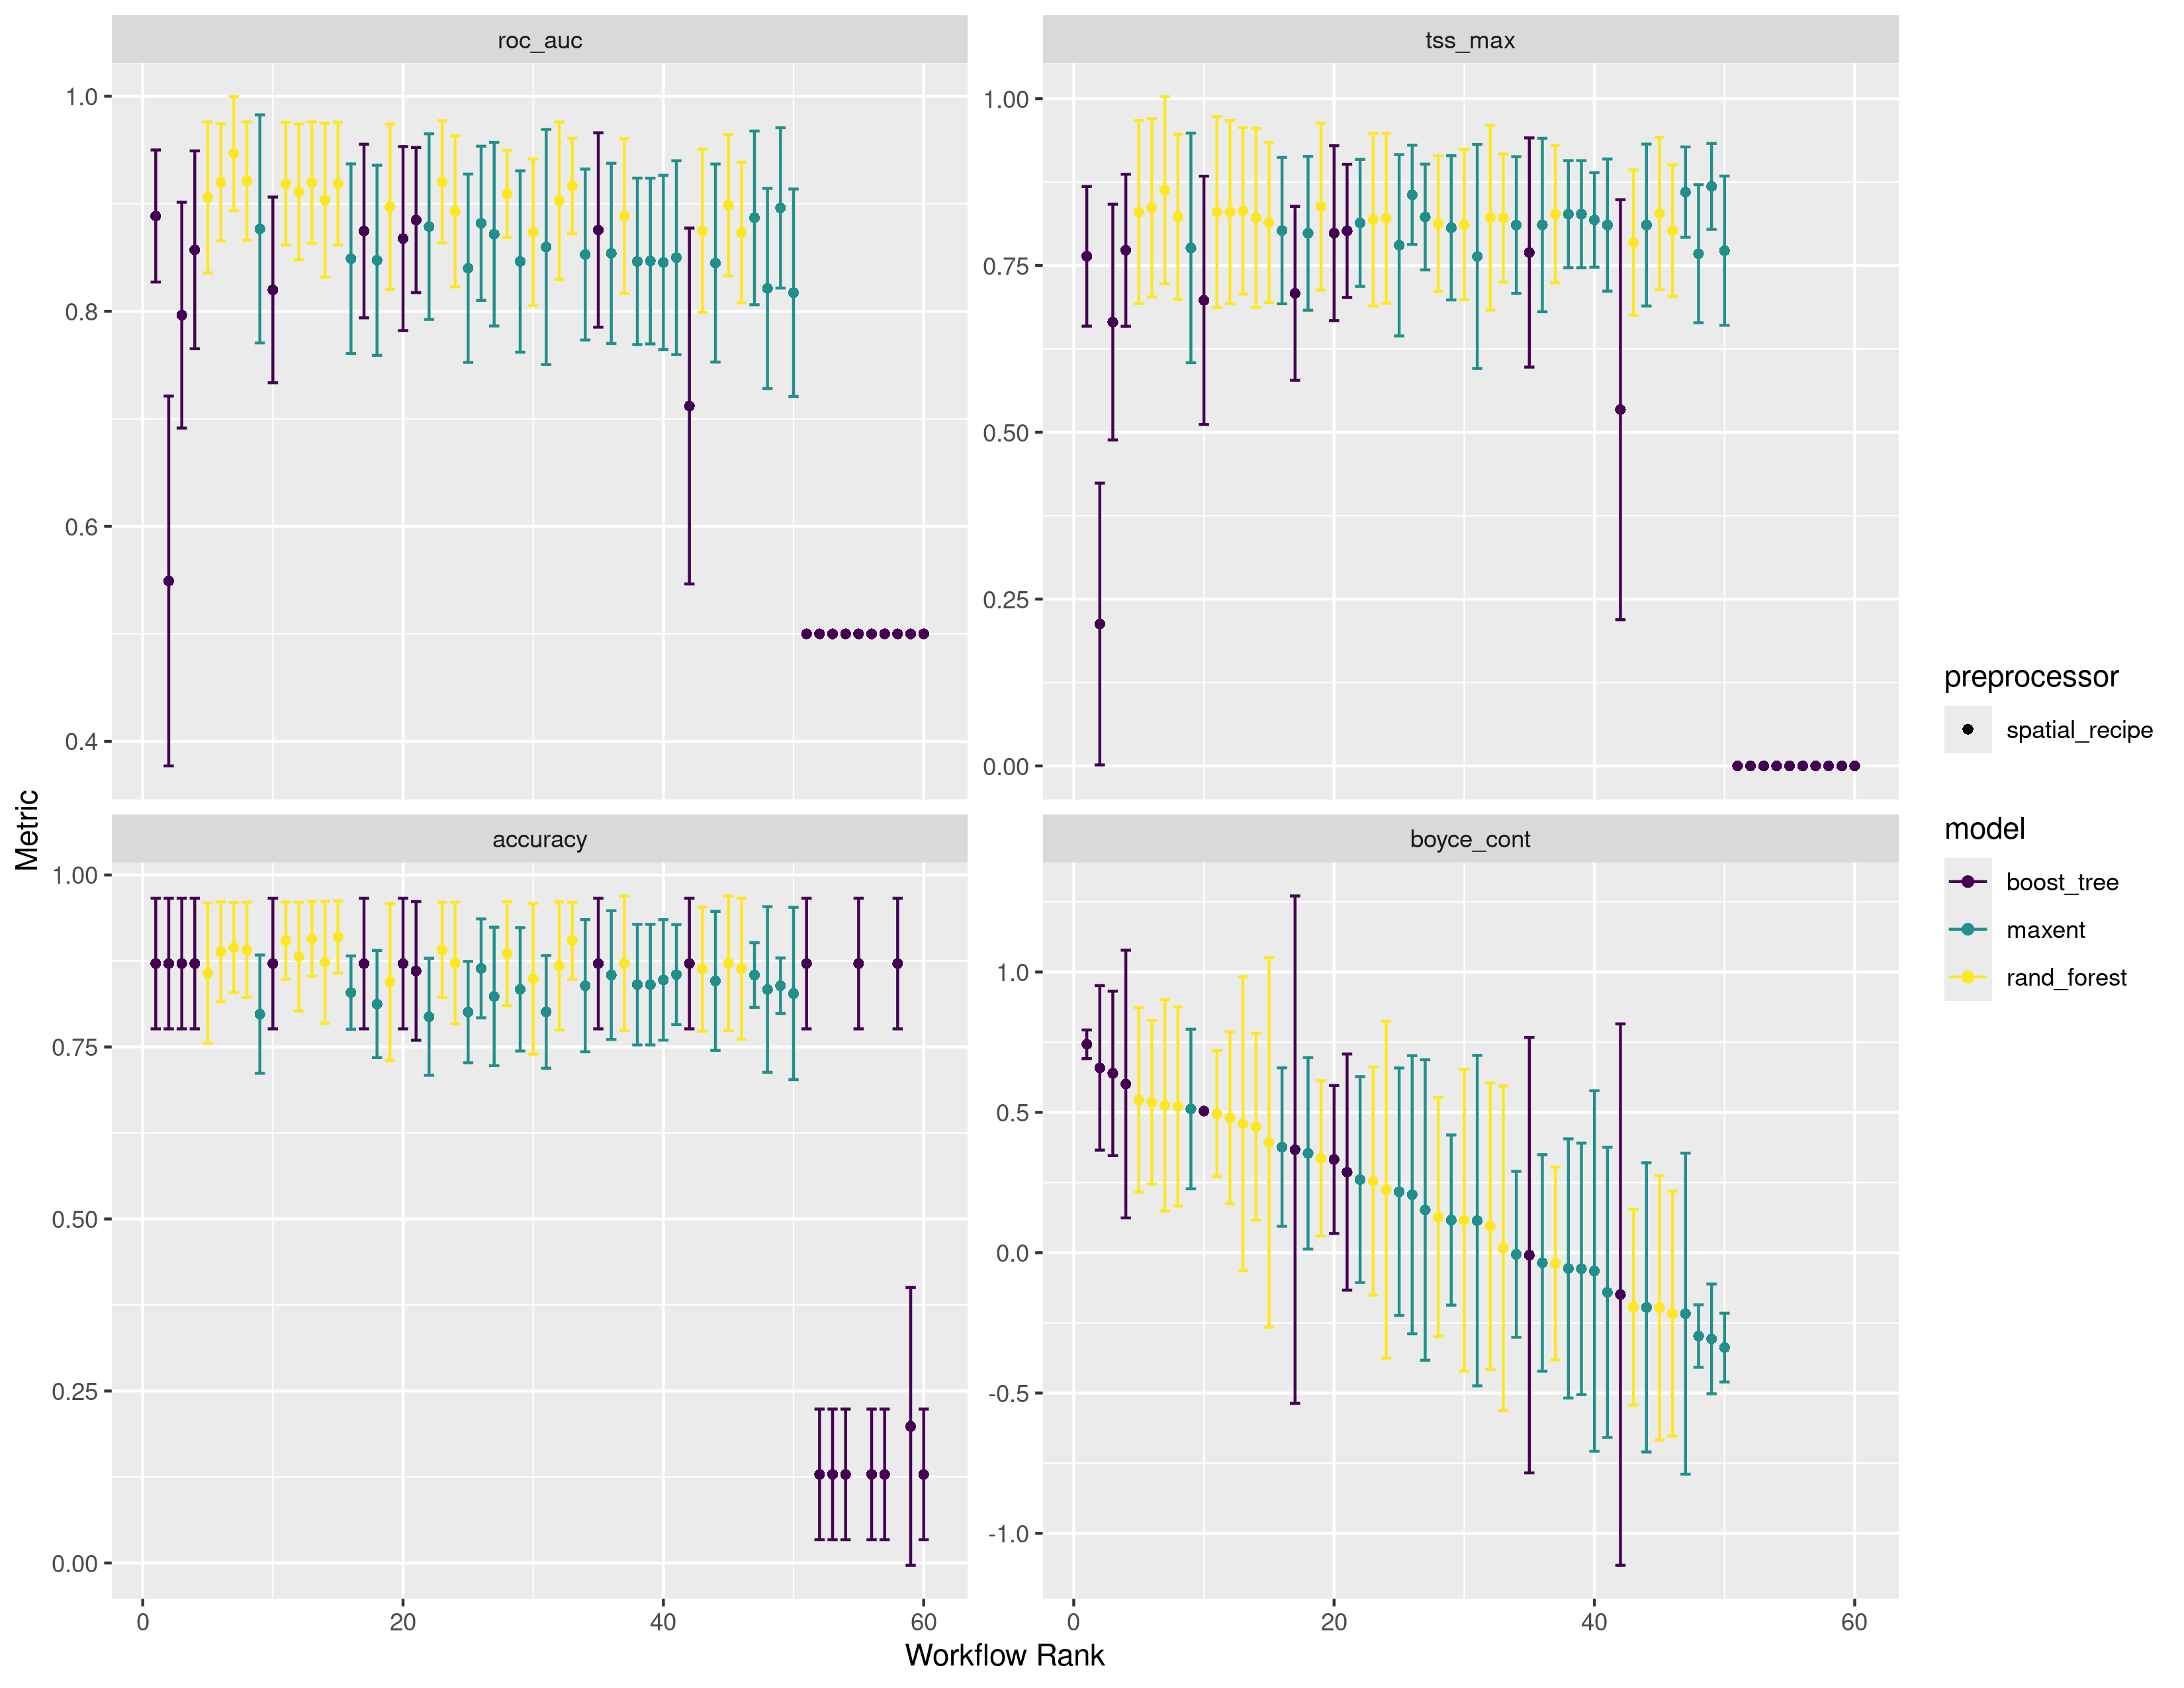 roc_auc
tss_max
1.0
0.8
0.6
0.4
1.00
0.75
0.50
0.25
0.00
accuracy
boyce_cont
1.00
0.75
0.50
0.25
0.00
1.0
0.5
0.0
-0.5
-1.0
0 20 40 60
0 20 40 60
Workflow Rank
Metric
preprocessor
spatial_recipe
model
boost_tree
maxent
rand_forest